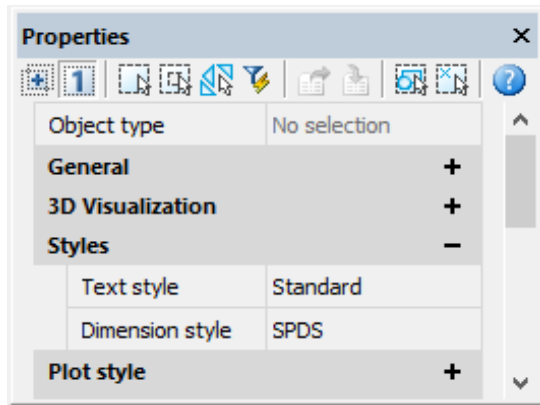 Properties
1
Object type No selection
General
3D Visualization
Styles
Text style Standard
Dimension style SPDS
Plot style